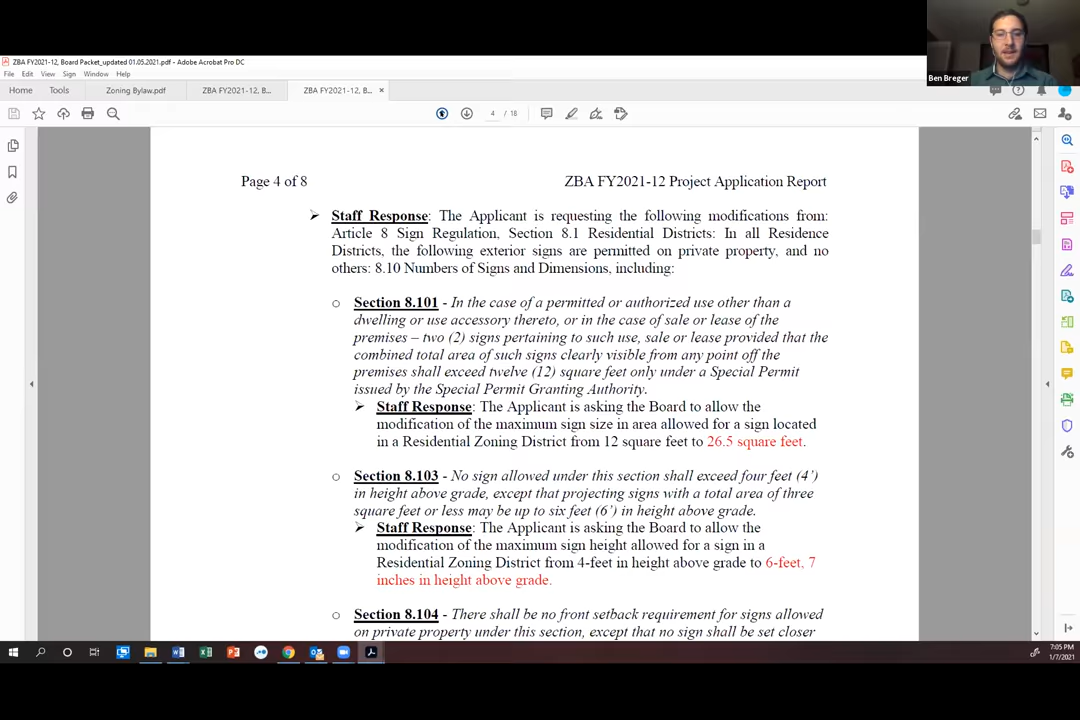 Ben Breger
ZBA FY2021-12, Board Packet_updated 01.05.2021.pdf - Adobe Acrobat Pro DC
File Edit View Sign Window Help
Home Tools Zoning Bylaw.pdf ZBA FY2021-12, B... ZBA FY2021-12, B... ×
4 / 18
Page 4 of 8 ZBA FY2021-12 Project Application Report
➢ Staff Response: The Applicant is requesting the following modifications from:
Article 8 Sign Regulation, Section 8.1 Residential Districts: In all Residence
Districts, the following exterior signs are permitted on private property, and no
others: 8.10 Numbers of Signs and Dimensions, including:
o Section 8.101 - In the case of a permitted or authorized use other than a
dwelling or use accessory thereto, or in the case of sale or lease of the
premises – two (2) signs pertaining to such use, sale or lease provided that the
combined total area of such signs clearly visible from any point off the
premises shall exceed twelve (12) square feet only under a Special Permit
issued by the Special Permit Granting Authority.
➢ Staff Response: The Applicant is asking the Board to allow the
modification of the maximum sign size in area allowed for a sign located
in a Residential Zoning District from 12 square feet to 26.5 square feet.
o Section 8.103 - No sign allowed under this section shall exceed four feet (4’)
in height above grade, except that projecting signs with a total area of three
square feet or less may be up to six feet (6’) in height above grade.
➢ Staff Response: The Applicant is asking the Board to allow the
modification of the maximum sign height allowed for a sign in a
Residential Zoning District from 4-feet in height above grade to 6-feet, 7
inches in height above grade.
o Section 8.104 - There shall be no front setback requirement for signs allowed
on private property under this section, except that no sign shall be set closer
7:05 PM
1/7/2021